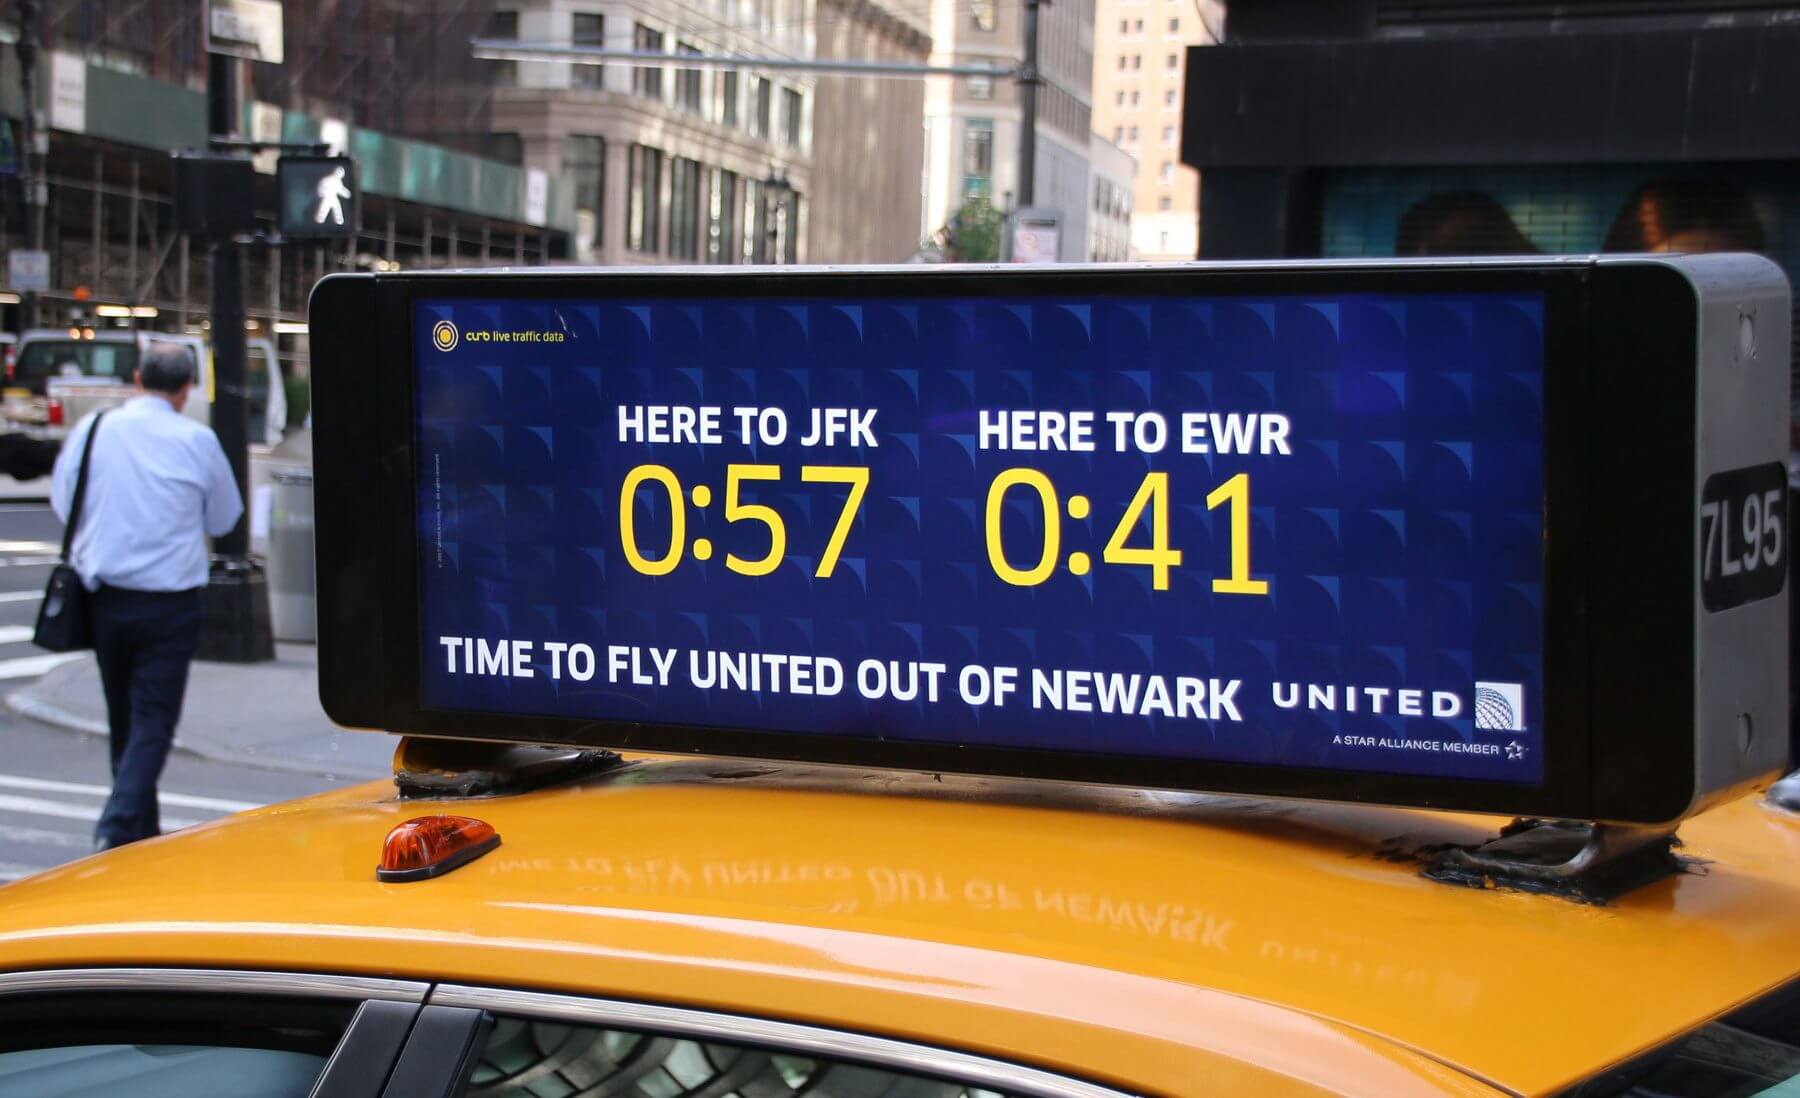 curb live traffic data
HERE TO JFK
0:57
HERE TO EWR
0:41
TIME TO FLY UNITED OUT OF NEWARK
UNITED
A STAR ALLIANCE MEMBER
7L95